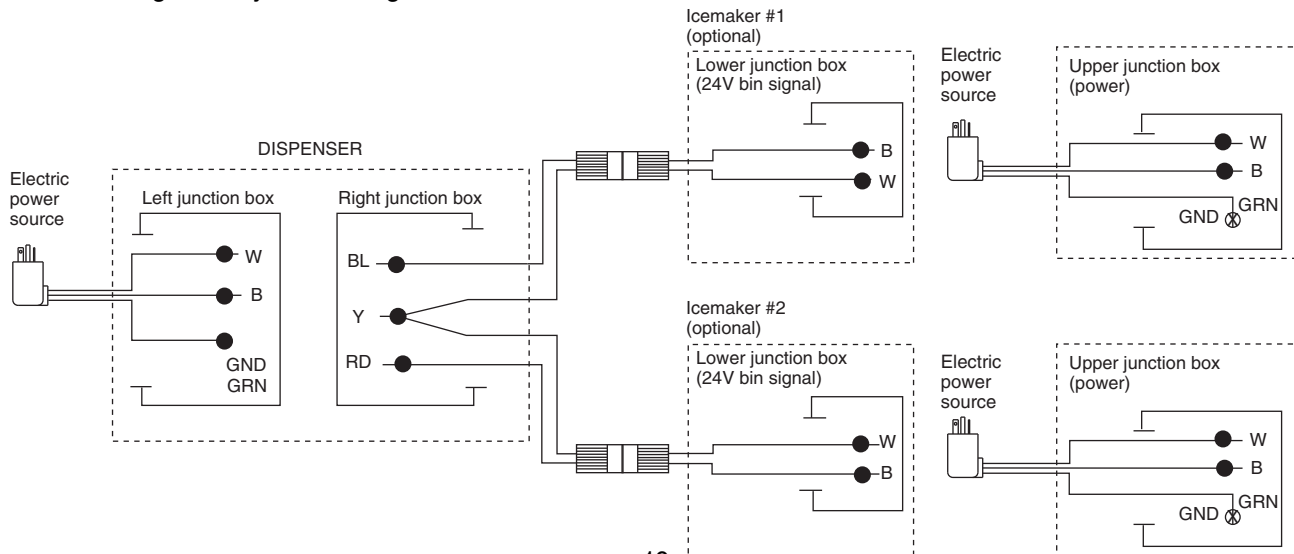 Icemaker #1
(optional)
Lower junction box
(24V bin signal)
B
W
Electric
power
source
Upper junction box
(power)
W
B
GRN
GND
DISPENSER
Electric
power
source
Left junction box
W
B
GND
GRN
Right junction box
BL
Y
RD
Icemaker #2
(optional)
Lower junction box
(24V bin signal)
W
B
Electric
power
source
Upper junction box
(power)
W
B
GRN
GND